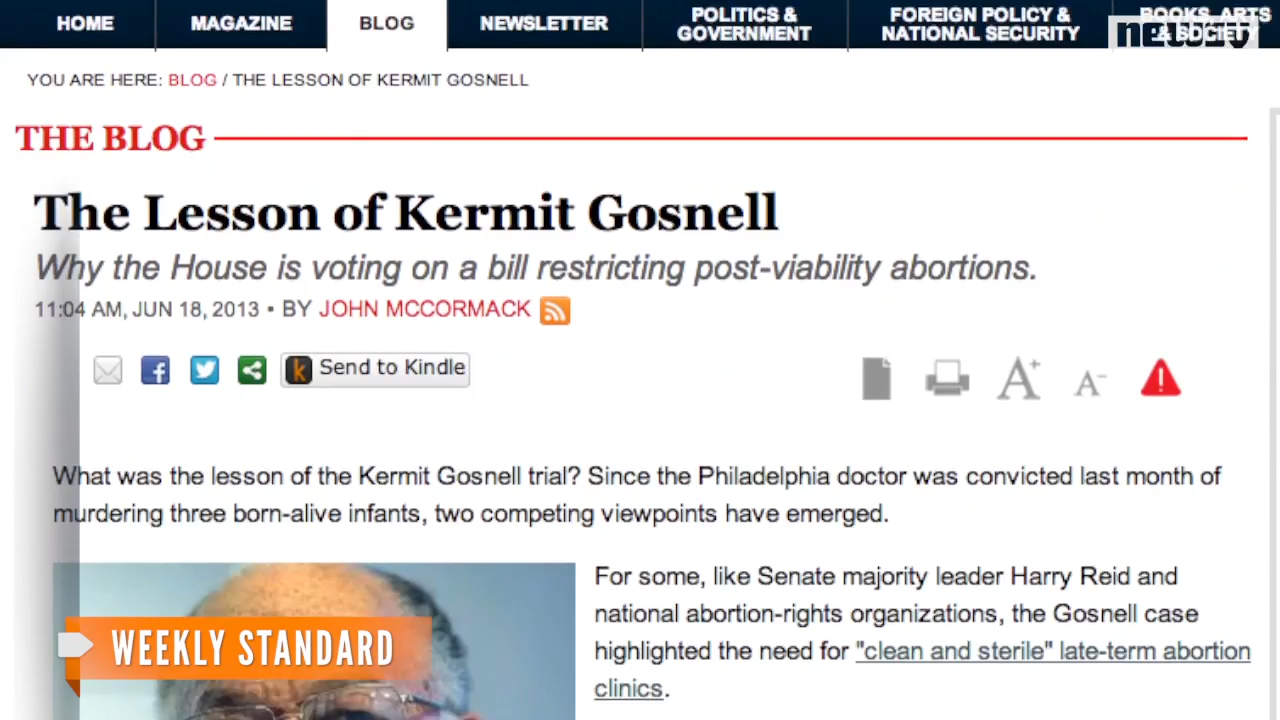 HOME
MAGAZINE
BLOG
NEWSLETTER
POLITICS &
GOVERNMENT
FOREIGN POLICY &
NATIONAL SECURITY
BOOKS, ARTS
& SOCIETY
newsy
YOU ARE HERE: BLOG / THE LESSON OF KERMIT GOSNELL
THE BLOG
The Lesson of Kermit Gosnell
Why the House is voting on a bill restricting post-viability abortions.
11:04 AM, JUN 18, 2013 • BY JOHN MCCORMACK
Send to Kindle
A+
A-
What was the lesson of the Kermit Gosnell trial? Since the Philadelphia doctor was convicted last month of
murdering three born-alive infants, two competing viewpoints have emerged.
For some, like Senate majority leader Harry Reid and
national abortion-rights organizations, the Gosnell case
highlighted the need for "clean and sterile" late-term abortion
clinics.
WEEKLY STANDARD